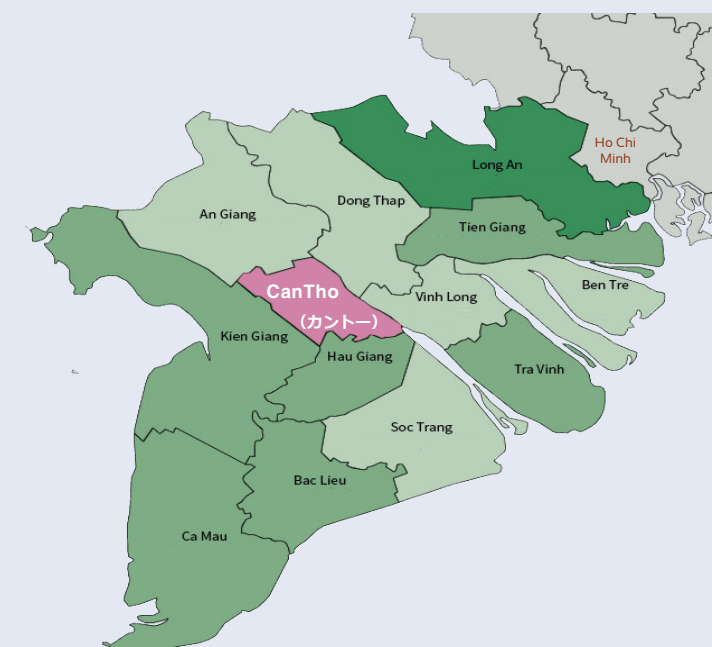 Ho Chi
Minh
Long An
Dong Thap
An Giang
Tien Giang
Ben Tre
CanTho
（カントー）
Vinh Long
Kien Giang
Hau Giang
Tra Vinh
Soc Trang
Bac Lieu
Ca Mau